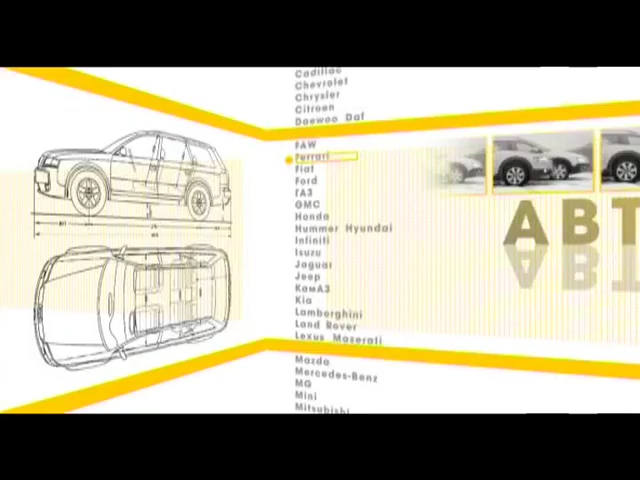 Cadillac
Chevrolet
Chrysler
Citroen
Daewoo Daf
FAW
Ferrari
Fiat
Ford
ГАЗ
GMC
Honda
Hummer Hyundai
Infiniti
Isuzu
Jaguar
Jeep
КамАЗ
Kia
Lamborghini
Land Rover
Lexus Maserati
Mazda
Mercedes-Benz
MG
Mini
Mitsubishi
АВТ